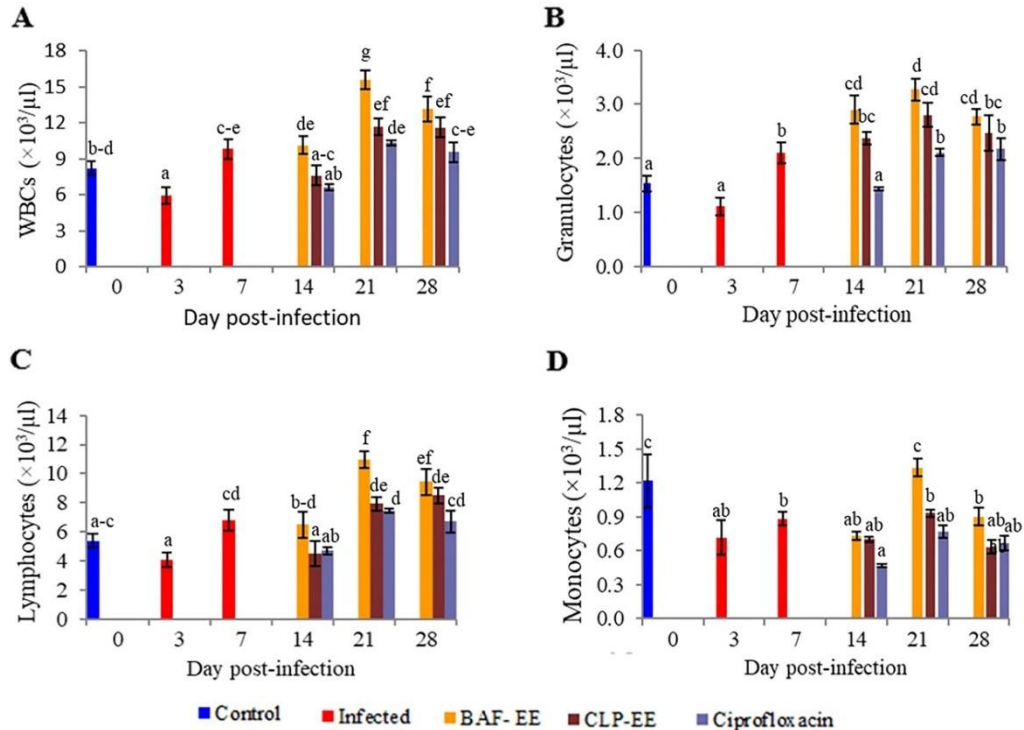 A
WBCs (×10³/µl)
18
15
12
9
6
3
0
b-d
a
c-e
de
a-c
ab
g
ef
de
f
ef
c-e
0 3 7 14 21 28
Day post-infection
B
Granulocytes (×10³/µl)
4.0
3.0
2.0
1.0
0.0
a
a
b
cd
bc
a
d
cd
b
cd
bc
b
0 3 7 14 21 28
Day post-infection
C
Lymphocytes (×10³/µl)
14
12
10
8
6
4
2
0
a-c
a
cd
b-d
a
ab
f
de
d
ef
de
cd
0 3 7 14 21 28
Day post-infection
D
Monocytes (×10³/µl)
1.8
1.5
1.2
0.9
0.6
0.3
0.0
c
ab
b
ab
ab
a
c
b
ab
b
ab
ab
0 3 7 14 21 28
Day post-infection
Control Infected BAF- EE CLP-EE Ciprofloxacin